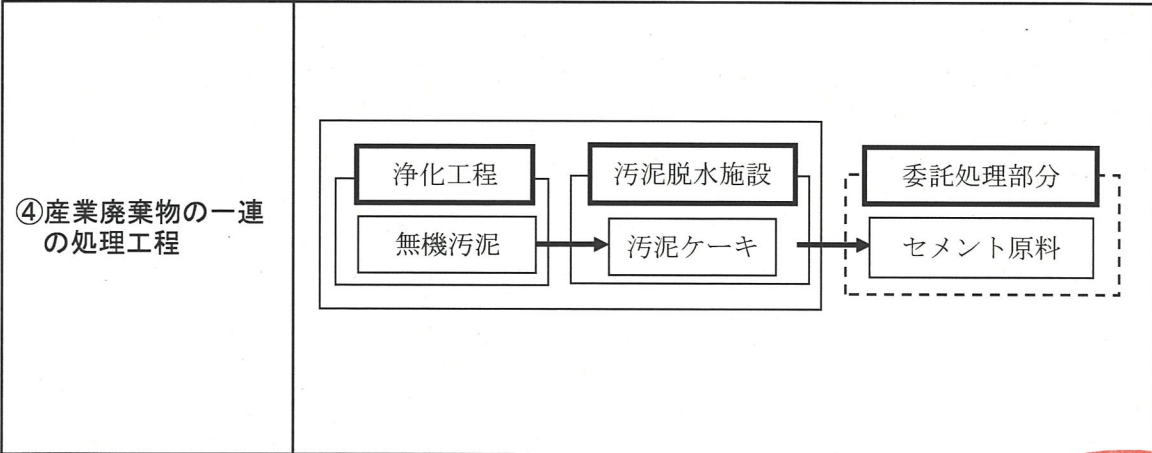 ④産業廃棄物の一連
の処理工程
浄化工程
無機汚泥
汚泥脱水施設
汚泥ケーキ
委託処理部分
セメント原料